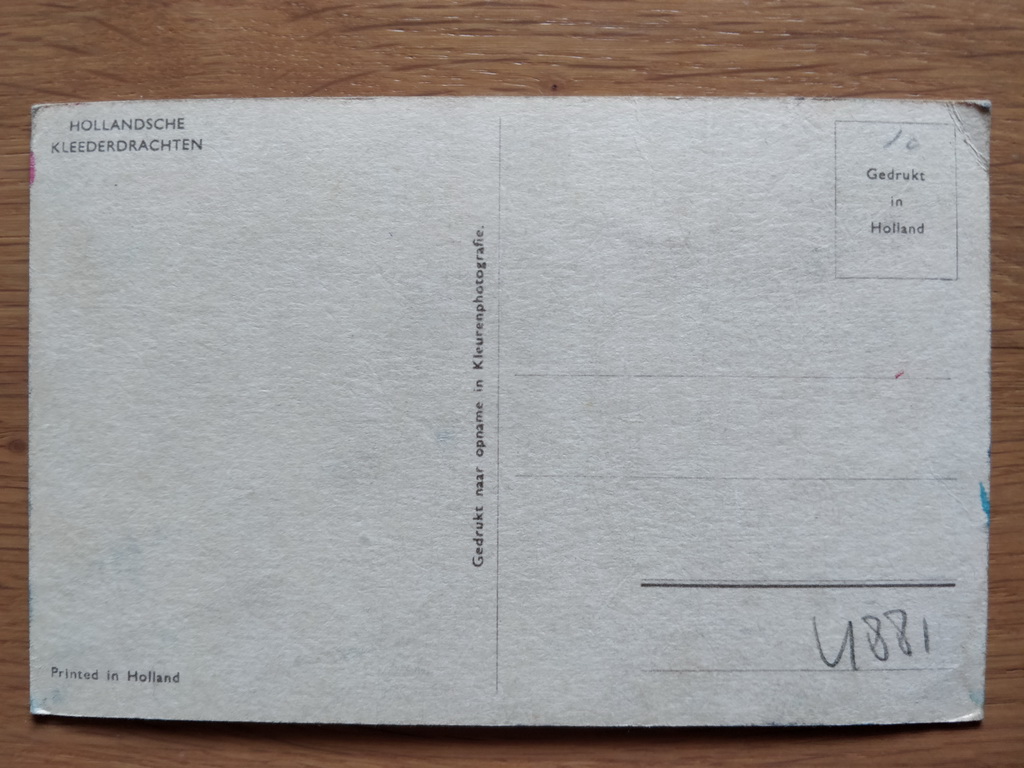 HOLLANDSCHE
KLEEDERDRACHTEN
Gedrukt naar opname in Kleurenphotografie.
Printed in Holland
10
Gedrukt
in
Holland
4881